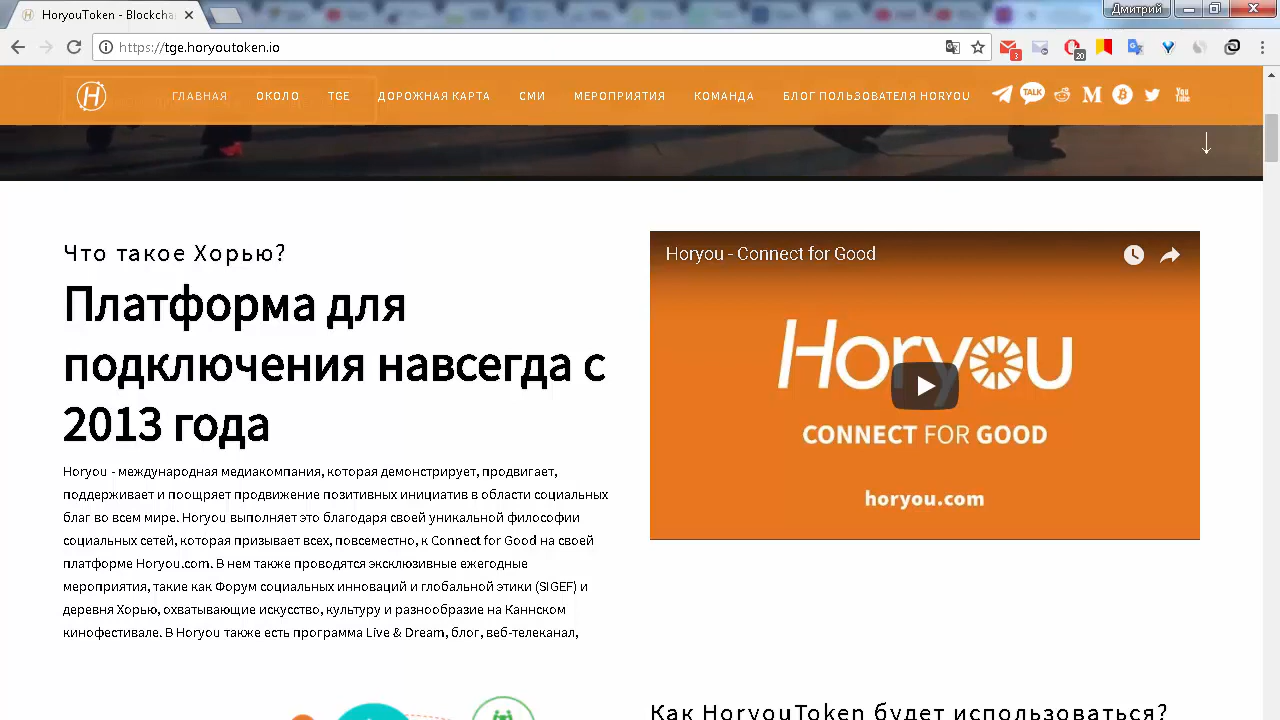 HoryouToken - Blockcha
Дмитрий
https://tge.horyoutoken.io
3
20
H
ГЛАВНАЯ
ОКОЛО
TGE
ДОРОЖНАЯ КАРТА
СМИ
МЕРОПРИЯТИЯ
КОМАНДА
БЛОГ ПОЛЬЗОВАТЕЛЯ HORYOU
TALK
M
You Tube
Что такое Хорью?
Платформа для
подключения навсегда с
2013 года
Horyou - международная медиакомпания, которая демонстрирует, продвигает,
поддерживает и поощряет продвижение позитивных инициатив в области социальных
благ во всем мире. Horyou выполняет это благодаря своей уникальной философии
социальных сетей, которая призывает всех, повсеместно, к Connect for Good на своей
платформе Horyou.com. В нем также проводятся эксклюзивные ежегодные
мероприятия, такие как Форум социальных инноваций и глобальной этики (SIGEF) и
деревня Хорью, охватывающие искусство, культуру и разнообразие на Каннском
кинофестивале. В Horyou также есть программа Live & Dream, блог, веб-телеканал,
Horyou - Connect for Good
Horyou
CONNECT FOR GOOD
horyou.com
Как HoryouToken будет использоваться?